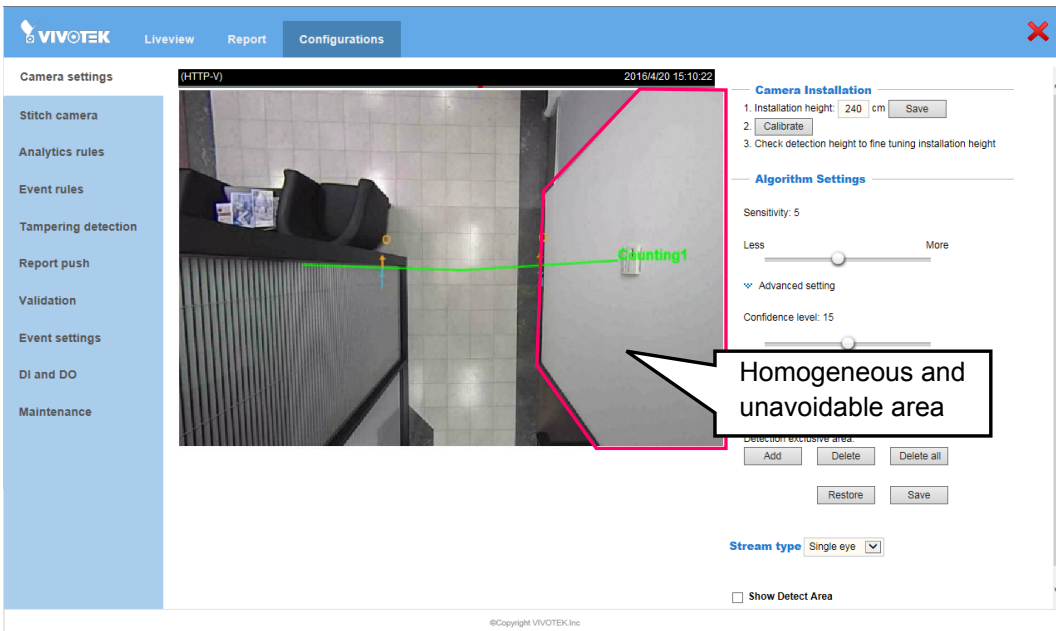 VIVOTEK
Liveview Report Configurations
Camera settings
Stitch camera
Analytics rules
Event rules
Tampering detection
Report push
Validation
Event settings
DI and DO
Maintenance
(HTTP-V) 2016/4/20 15:10:22
Counting1
Camera Installation
1. Installation height: 240 cm Save
2. Calibrate
3. Check detection height to fine tuning installation height
Algorithm Settings
Sensitivity: 5
Less More
Advanced setting
Confidence level: 15
Homogeneous and
unavoidable area
Detection exclusive area:
Add Delete Delete all
Restore Save
Stream type Single eye
Show Detect Area
©Copyright VIVOTEK.Inc